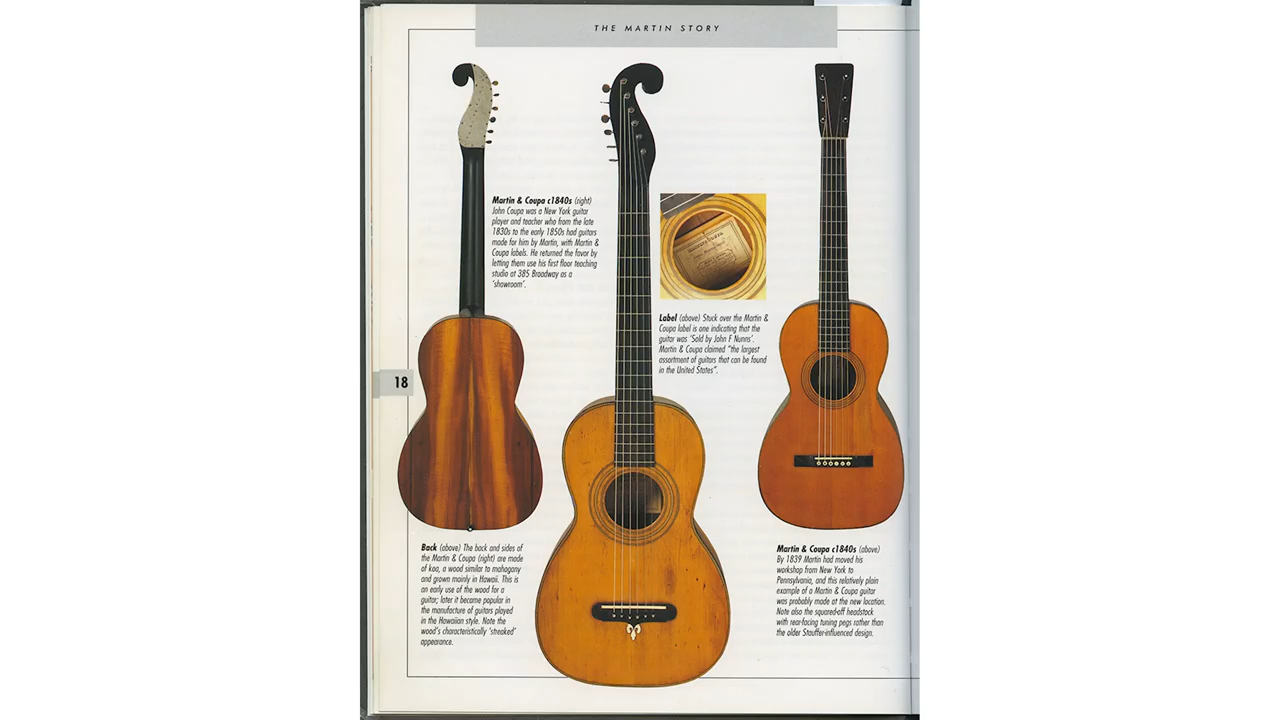 THE MARTIN STORY
Martin & Coupa c1840s (right)
John Coupa was a New York guitar
player and teacher who from the late
1830s to the early 1850s had guitars
made for him by Martin, with Martin &
Coupa labels. He returned the favor by
letting them use his first floor teaching
studio at 385 Broadway as a
'showroom'.
Label (above) Stuck over the Martin &
Coupa label is one indicating that the
guitar was 'Sold by John F Nunns'.
Martin & Coupa claimed "the largest
assortment of guitars that can be found
in the United States".
18
Back (above) The back and sides of
the Martin & Coupa (right) are made
of koa, a wood similar to mahogany
and grown mainly in Hawaii. This is
an early use of the wood for a
guitar; later it became popular in
the manufacture of guitars played
in the Hawaiian style. Note the
wood's characteristically 'streaked'
appearance.
Martin & Coupa c1840s (above)
By 1839 Martin had moved his
workshop from New York to
Pennsylvania, and this relatively plain
example of a Martin & Coupa guitar
was probably made at the new location.
Note also the squared-off headstock
with rear-facing tuning pegs rather than
the older Stauffer-influenced design.